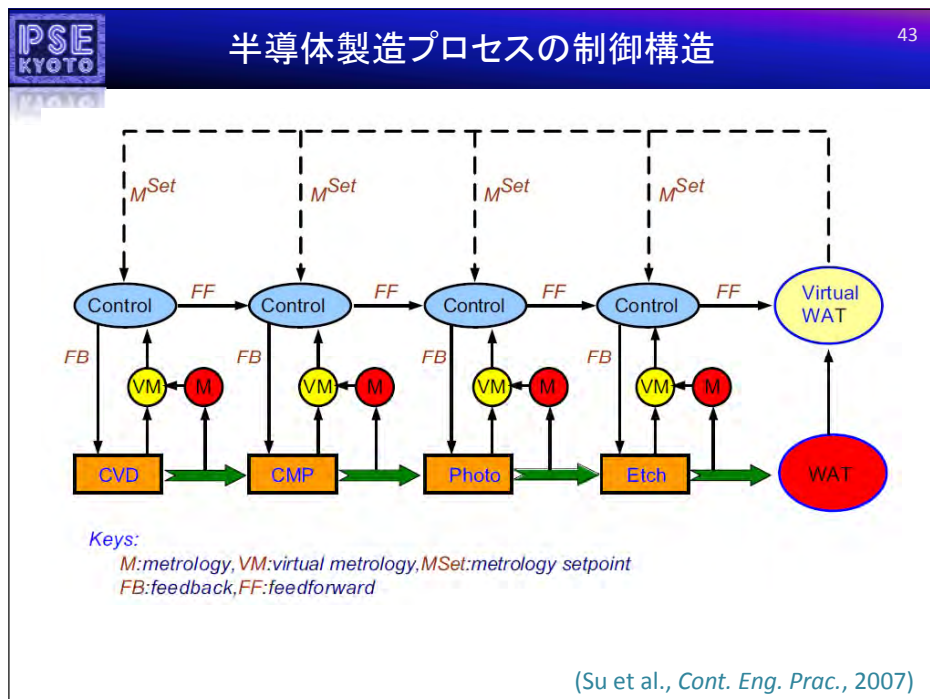 PSE
KYOTO
半導体製造プロセスの制御構造
43
M^Set M^Set M^Set M^Set
Control FF Control FF Control FF Control FF Virtual
WAT
FB FB FB FB
VM M VM M VM M VM M
CVD CMP Photo Etch WAT
Keys:
M:metrology,VM:virtual metrology,MSet:metrology setpoint
FB:feedback,FF:feedforward
(Su et al., Cont. Eng. Prac., 2007)